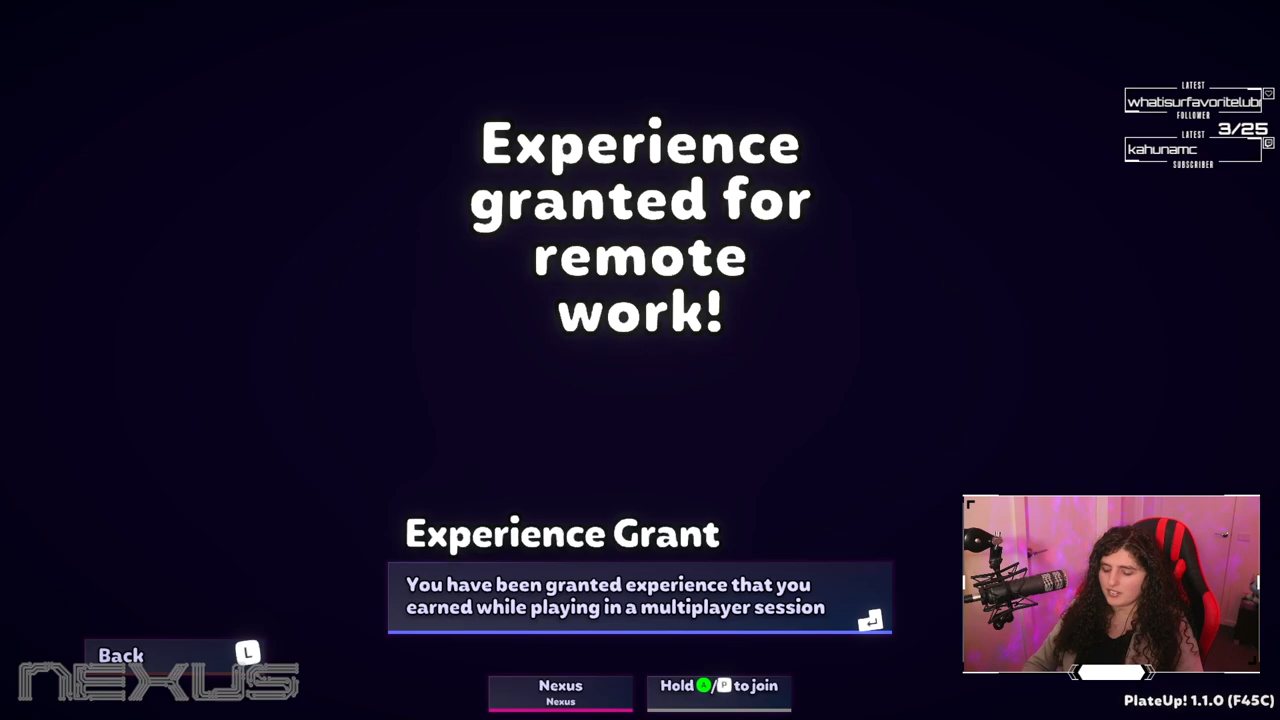 Experience
granted for
remote
work!
LATEST
whatisurfavoritelub
FOLLOWER
3/25
LATEST
kahunamc
SUBSCRIBER
Experience Grant
You have been granted experience that you
earned while playing in a multiplayer session
Back L
NEXUS
Nexus
Nexus
Hold A/P to join
PlateUp! 1.1.0 (F45C)